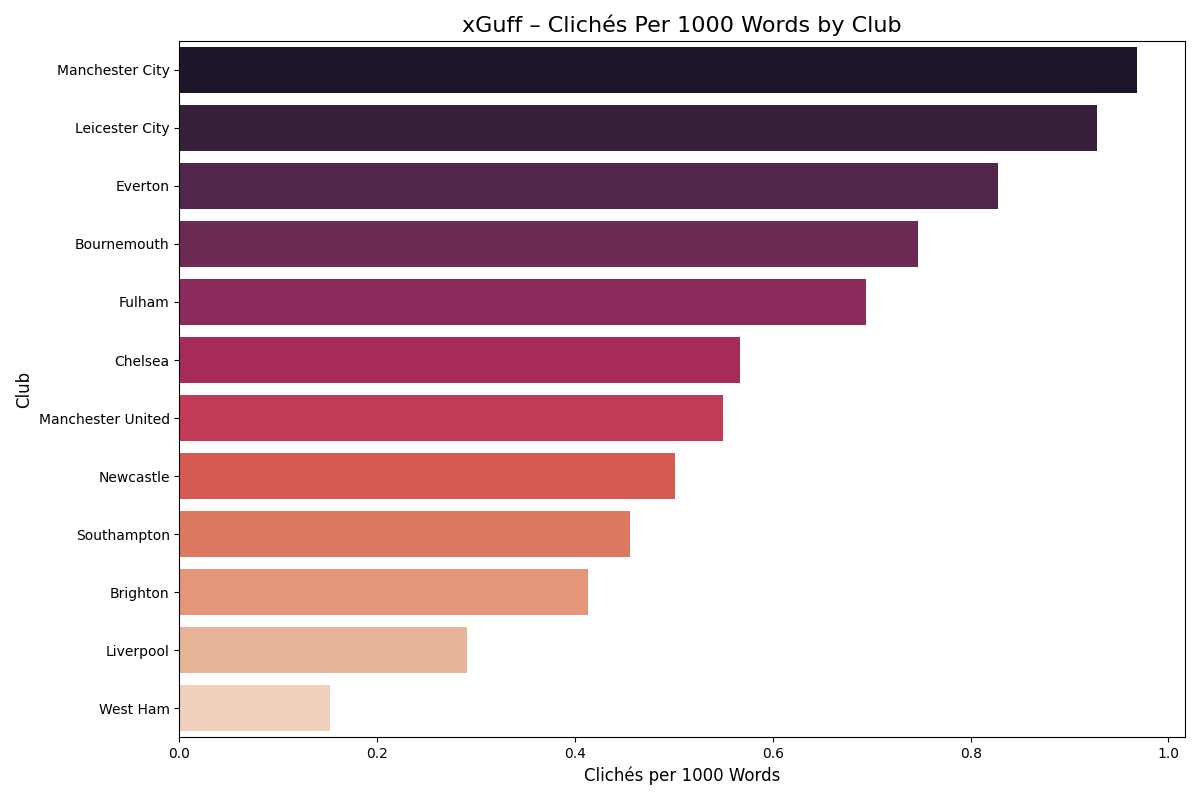 xGuff – Clichés Per 1000 Words by Club
Club
Manchester City
Leicester City
Everton
Bournemouth
Fulham
Chelsea
Manchester United
Newcastle
Southampton
Brighton
Liverpool
West Ham
0.0 0.2 0.4 0.6 0.8 1.0
Clichés per 1000 Words